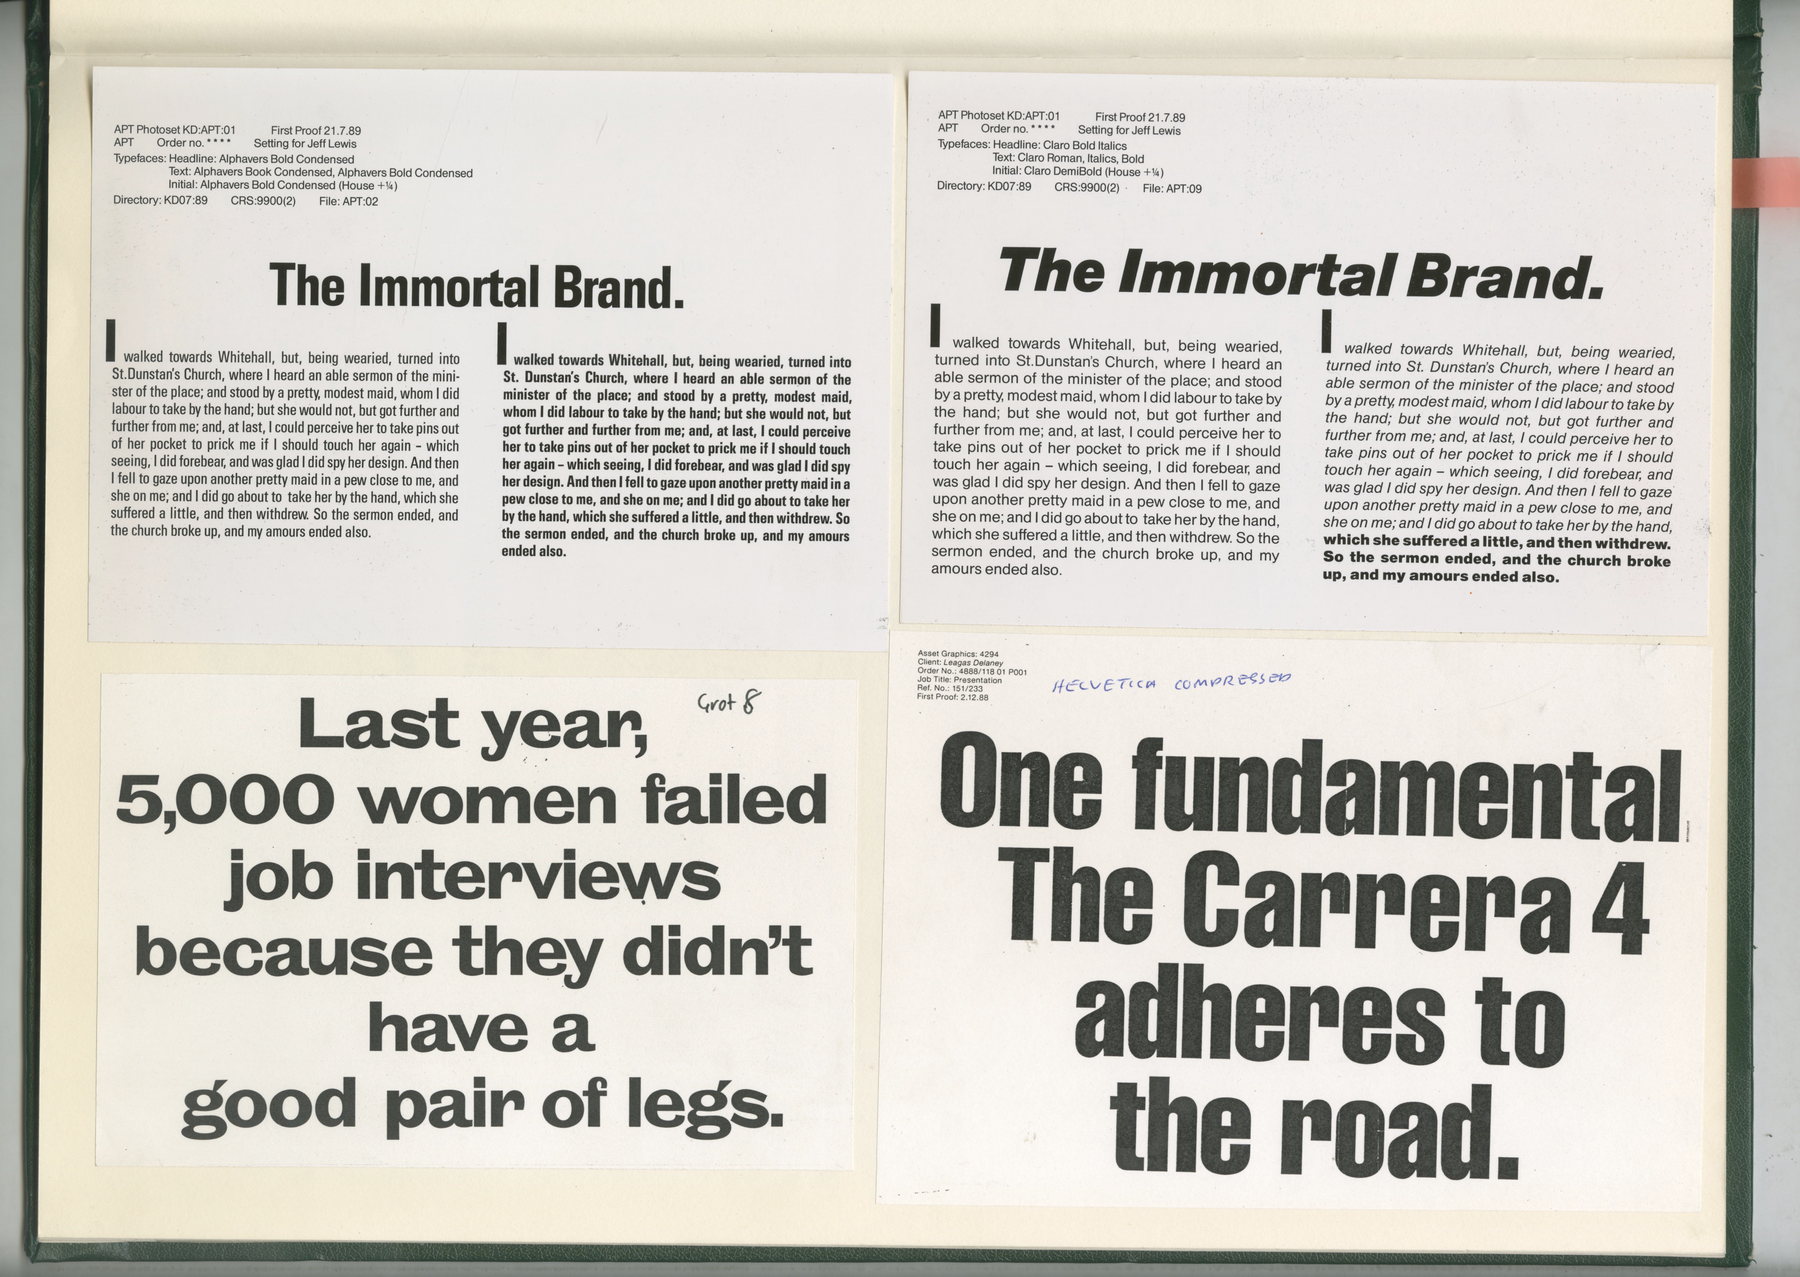 APT Photoset KD:APT:01 First Proof 21.7.89
APT Order no. **** Setting for Jeff Lewis
Typefaces: Headline: Alphavers Bold Condensed
Text: Alphavers Book Condensed, Alphavers Bold Condensed
Initial: Alphavers Bold Condensed (House +¼)
Directory: KD07:89 CRS:9900(2) File: APT:02
The Immortal Brand.
I walked towards Whitehall, but, being wearied, turned into
St.Dunstan's Church, where I heard an able sermon of the mini-
ster of the place; and stood by a pretty, modest maid, whom I did
labour to take by the hand; but she would not, but got further and
further from me; and, at last, I could perceive her to take pins out
of her pocket to prick me if I should touch her again – which
seeing, I did forebear, and was glad I did spy her design. And then
I fell to gaze upon another pretty maid in a pew close to me, and
she on me; and I did go about to take her by the hand, which she
suffered a little, and then withdrew. So the sermon ended, and
the church broke up, and my amours ended also.
I walked towards Whitehall, but, being wearied, turned into
St. Dunstan's Church, where I heard an able sermon of the
minister of the place; and stood by a pretty, modest maid,
whom I did labour to take by the hand; but she would not, but
got further and further from me; and, at last, I could perceive
her to take pins out of her pocket to prick me if I should touch
her again – which seeing, I did forebear, and was glad I did spy
her design. And then I fell to gaze upon another pretty maid in a
pew close to me, and she on me; and I did go about to take her
by the hand, which she suffered a little, and then withdrew. So
the sermon ended, and the church broke up, and my amours
ended also.
APT Photoset KD:APT:01 First Proof 21.7.89
APT Order no. **** Setting for Jeff Lewis
Typefaces: Headline: Claro Bold Italics
Text: Claro Roman, Italics, Bold
Initial: Claro DemiBold (House +¼)
Directory: KD07:89 CRS:9900(2) File: APT:09
The Immortal Brand.
I walked towards Whitehall, but, being wearied,
turned into St.Dunstan's Church, where I heard an
able sermon of the minister of the place; and stood
by a pretty, modest maid, whom I did labour to take by
the hand; but she would not, but got further and
further from me; and, at last, I could perceive her to
take pins out of her pocket to prick me if I should
touch her again – which seeing, I did forebear, and
was glad I did spy her design. And then I fell to gaze
upon another pretty maid in a pew close to me, and
she on me; and I did go about to take her by the hand,
which she suffered a little, and then withdrew. So the
sermon ended, and the church broke up, and my
amours ended also.
I walked towards Whitehall, but, being wearied,
turned into St. Dunstan's Church, where I heard an
able sermon of the minister of the place; and stood
by a pretty, modest maid, whom I did labour to take by
the hand; but she would not, but got further and
further from me; and, at last, I could perceive her to
take pins out of her pocket to prick me if I should
touch her again – which seeing, I did forebear, and
was glad I did spy her design. And then I fell to gaze
upon another pretty maid in a pew close to me, and
she on me; and I did go about to take her by the hand,
which she suffered a little, and then withdrew.
So the sermon ended, and the church broke
up, and my amours ended also.
Grot 8
Last year,
5,000 women failed
job interviews
because they didn't
have a
good pair of legs.
Asset Graphics: 4294
Client: Leagas Delaney
Order No.: 4888/118 01 P001
Job Title: Presentation
Ref. No.: 151/233
First Proof: 2.12.88
HELVETICA COMPRESSED
One fundamental
The Carrera 4
adheres to
the road.